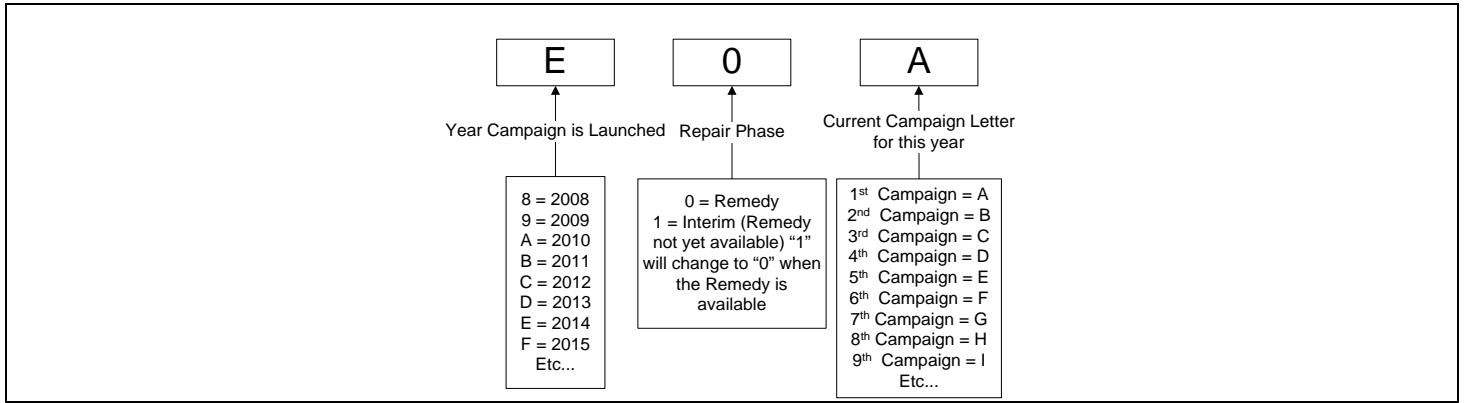 E
0
A
Year Campaign is Launched
Repair Phase
Current Campaign Letter
for this year
8 = 2008
9 = 2009
A = 2010
B = 2011
C = 2012
D = 2013
E = 2014
F = 2015
Etc...
0 = Remedy
1 = Interim (Remedy
not yet available) “1”
will change to “0” when
the Remedy is
available
1st Campaign = A
2nd Campaign = B
3rd Campaign = C
4th Campaign = D
5th Campaign = E
6th Campaign = F
7th Campaign = G
8th Campaign = H
9th Campaign = I
Etc...